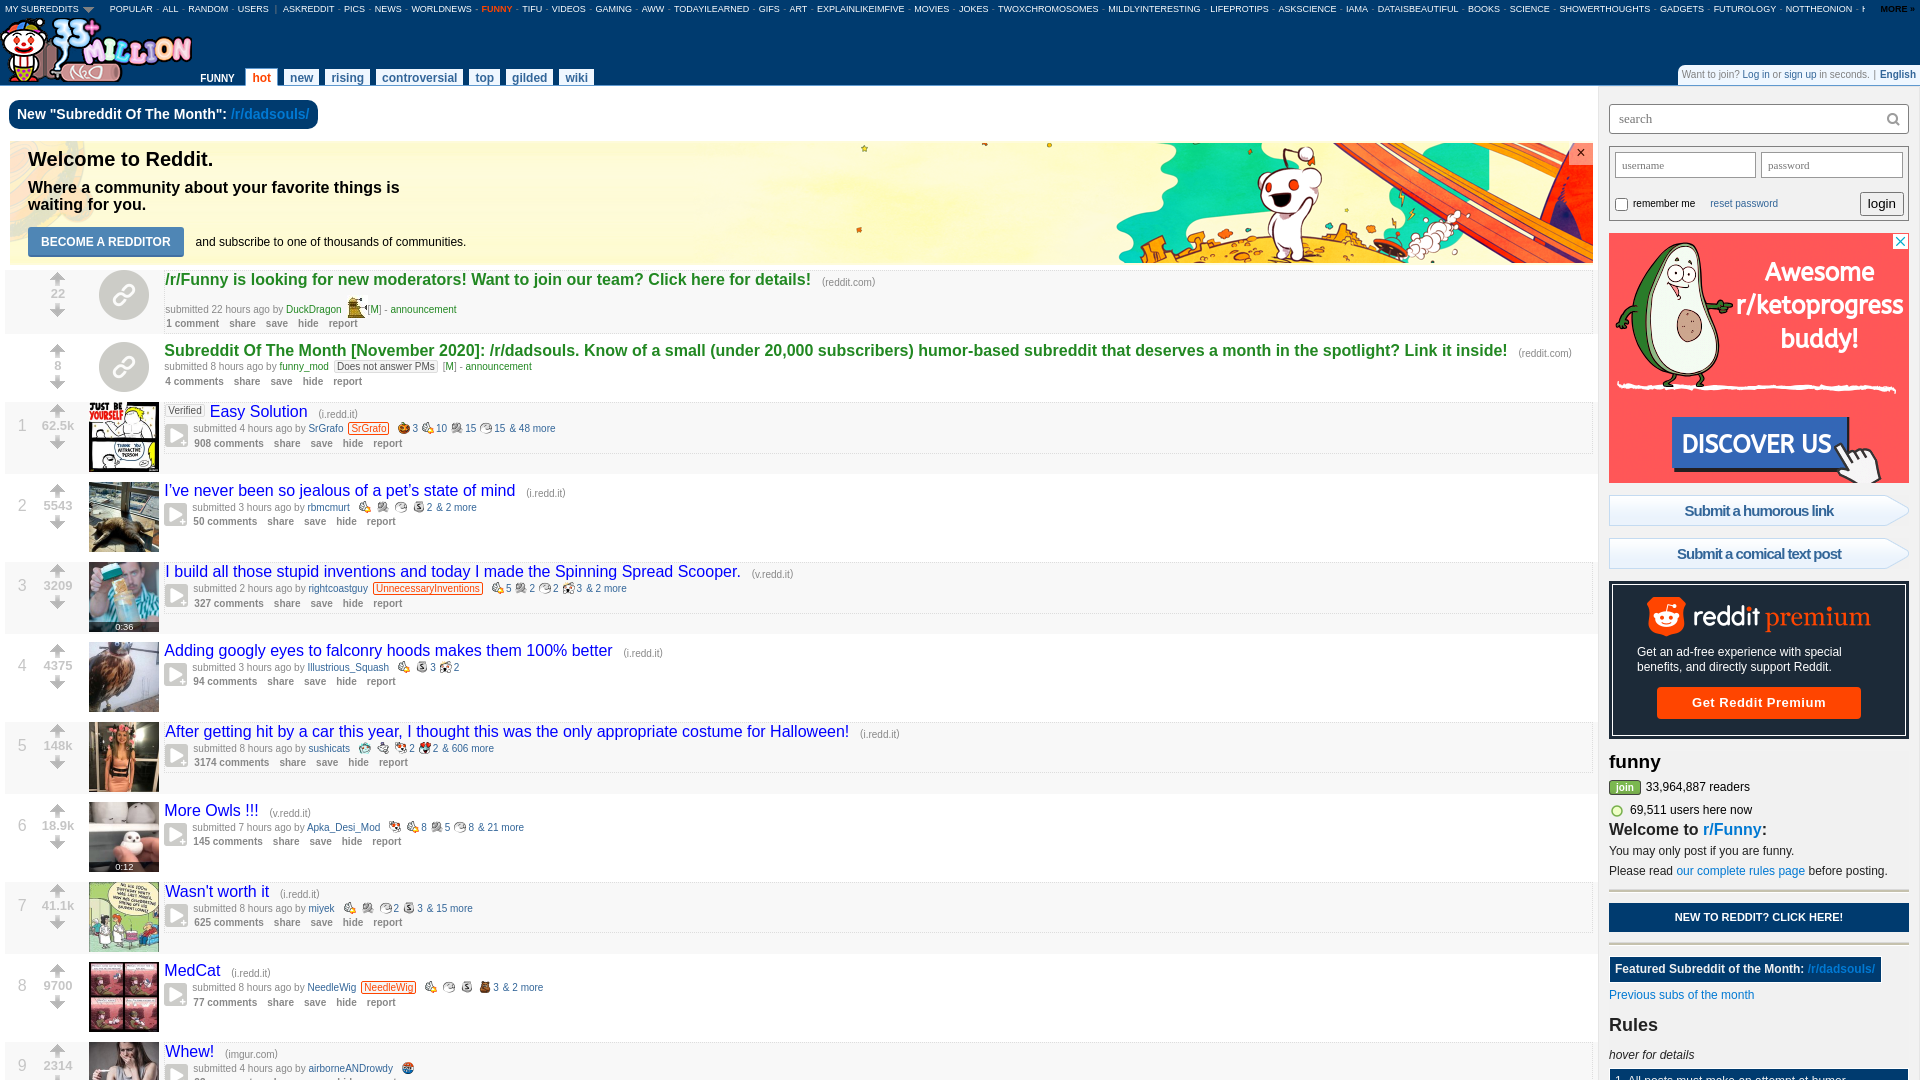 MY SUBREDDITS POPULAR - ALL - RANDOM - USERS | ASKREDDIT - PICS - NEWS - WORLDNEWS - FUNNY - TIFU - VIDEOS - GAMING - AWW - TODAYILEARNED - GIFS - ART - EXPLAINLIKEIMFIVE - MOVIES - JOKES - TWOXCHROMOSOMES - MILDLYINTERESTING - LIFEPROTIPS - ASKSCIENCE - IAMA - DATAISBEAUTIFUL - BOOKS - SCIENCE - SHOWERTHOUGHTS - GADGETS - FUTUROLOGY - NOTTHEONION - MORE »
33+ MILLION
FUNNY hot new rising controversial top gilded wiki
Want to join? Log in or sign up in seconds. | English
New "Subreddit Of The Month": /r/dadsouls/
Welcome to Reddit.
Where a community about your favorite things is
waiting for you.
BECOME A REDDITOR and subscribe to one of thousands of communities.
×
22
/r/Funny is looking for new moderators! Want to join our team? Click here for details! (reddit.com)
submitted 22 hours ago by DuckDragon [M] - announcement
1 comment share save hide report
8
Subreddit Of The Month [November 2020]: /r/dadsouls. Know of a small (under 20,000 subscribers) humor-based subreddit that deserves a month in the spotlight? Link it inside! (reddit.com)
submitted 8 hours ago by funny_mod Does not answer PMs [M] - announcement
4 comments share save hide report
1
62.5k
JUST BE
YOURSELF
Verified Easy Solution (i.redd.it)
submitted 4 hours ago by SrGrafo SrGrafo 3 10 15 15 & 48 more
908 comments share save hide report
2
5543
I’ve never been so jealous of a pet’s state of mind (i.redd.it)
submitted 3 hours ago by rbmcmurt 2 & 2 more
50 comments share save hide report
3
3209
0:36
I build all those stupid inventions and today I made the Spinning Spread Scooper. (v.redd.it)
submitted 2 hours ago by rightcoastguy UnnecessaryInventions 5 2 2 3 & 2 more
327 comments share save hide report
4
4375
Adding googly eyes to falconry hoods makes them 100% better (i.redd.it)
submitted 3 hours ago by Illustrious_Squash 3 2
94 comments share save hide report
5
148k
After getting hit by a car this year, I thought this was the only appropriate costume for Halloween! (i.redd.it)
submitted 8 hours ago by sushicats 2 2 & 606 more
3174 comments share save hide report
6
18.9k
0:12
More Owls !!! (v.redd.it)
submitted 7 hours ago by Apka_Desi_Mod 8 5 8 & 21 more
145 comments share save hide report
7
41.1k
Wasn't worth it (i.redd.it)
submitted 8 hours ago by miyek 2 3 & 15 more
625 comments share save hide report
8
9700
MedCat (i.redd.it)
submitted 8 hours ago by NeedleWig NeedleWig 3 & 2 more
77 comments share save hide report
9
2314
Whew! (imgur.com)
submitted 4 hours ago by airborneANDrowdy
search
username password
remember me reset password login
Awesome
r/ketoprogress
buddy!
DISCOVER US
Submit a humorous link
Submit a comical text post
reddit premium
Get an ad-free experience with special
benefits, and directly support Reddit.
Get Reddit Premium
funny
join 33,964,887 readers
69,511 users here now
Welcome to r/Funny:
You may only post if you are funny.
Please read our complete rules page before posting.
NEW TO REDDIT? CLICK HERE!
Featured Subreddit of the Month: /r/dadsouls/
Previous subs of the month
Rules
hover for details
1. All posts must make an attempt at humor.